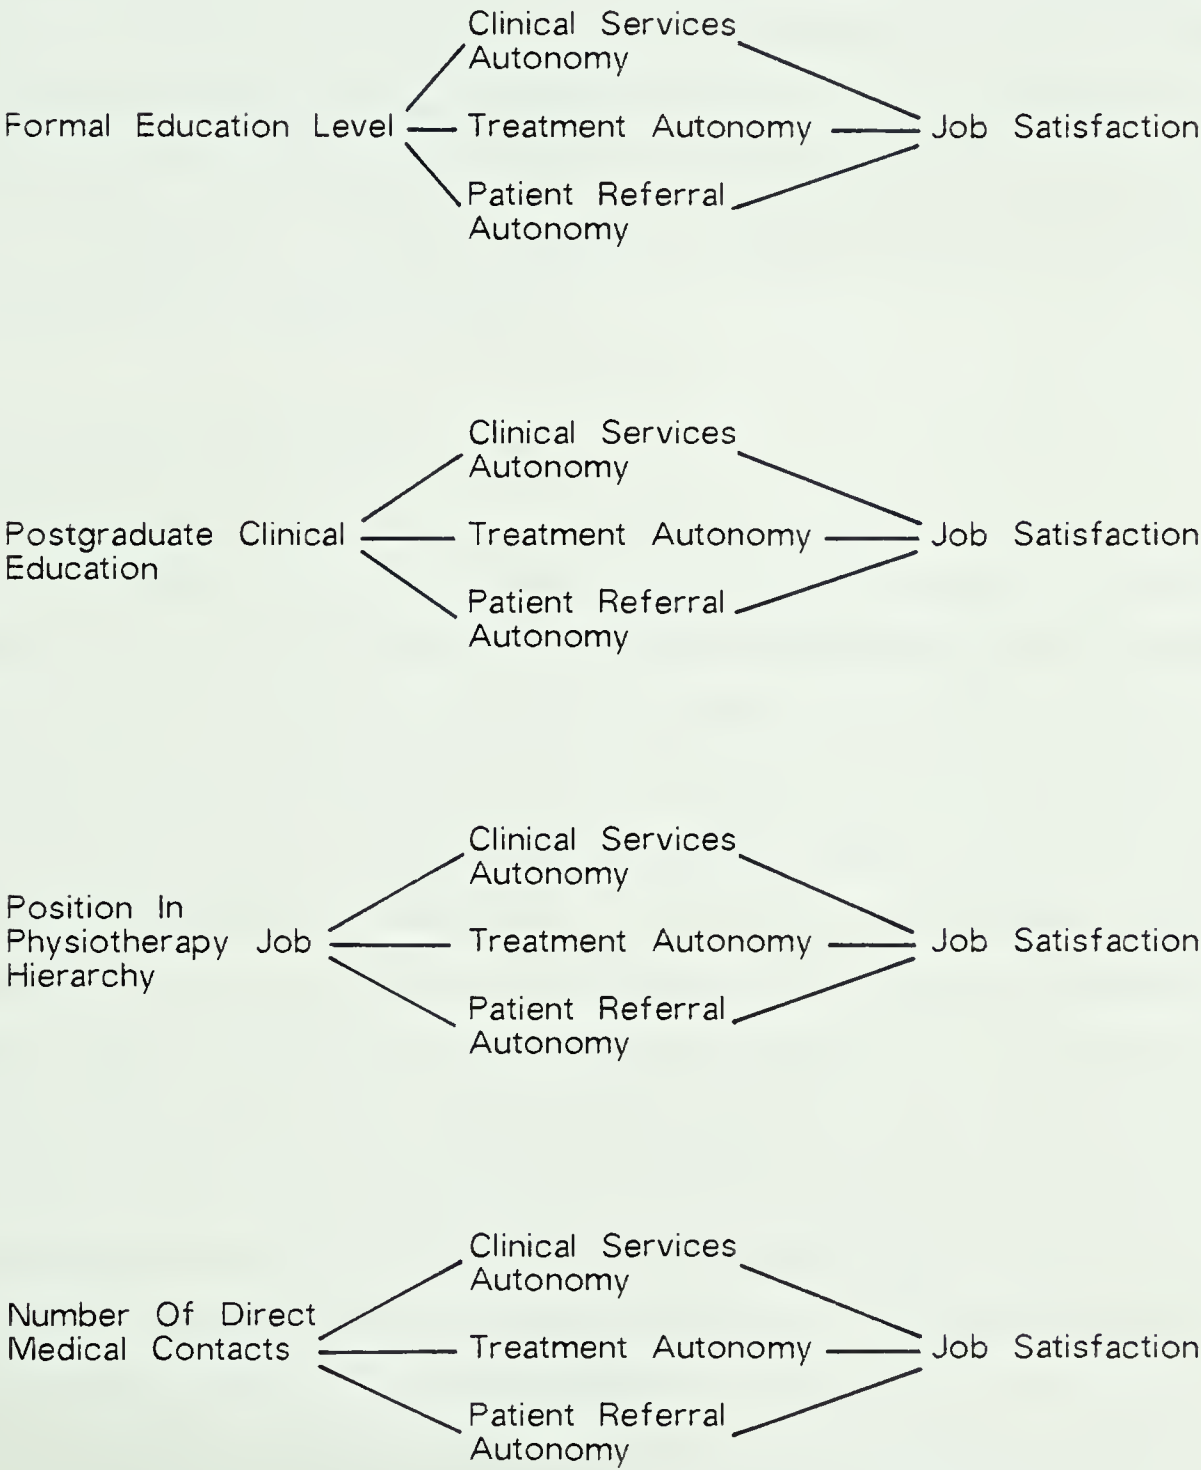 Clinical Services
Autonomy
Formal Education Level
Treatment Autonomy
Job Satisfaction
Patient Referral
Autonomy
Clinical Services
Autonomy
Postgraduate Clinical
Education
Treatment Autonomy
Job Satisfaction
Patient Referral
Autonomy
Clinical Services
Autonomy
Position In
Physiotherapy Job
Hierarchy
Treatment Autonomy
Job Satisfaction
Patient Referral
Autonomy
Clinical Services
Autonomy
Number Of Direct
Medical Contacts
Treatment Autonomy
Job Satisfaction
Patient Referral
Autonomy